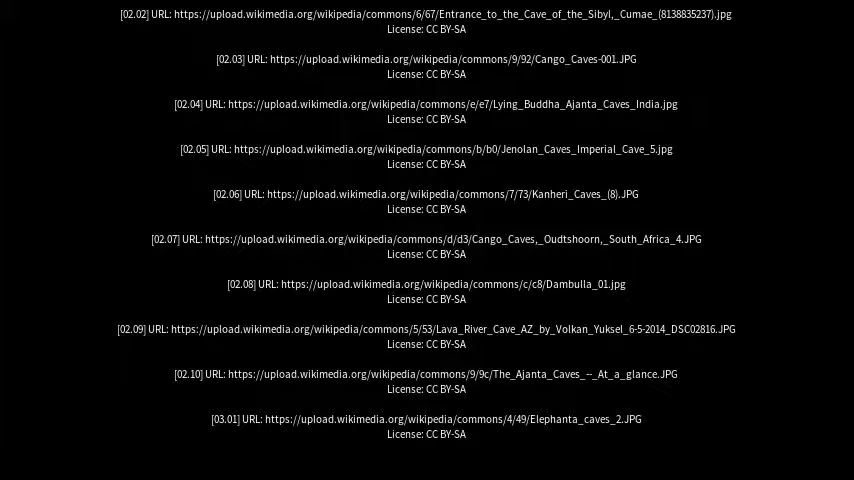 [02.02] URL: https://upload.wikimedia.org/wikipedia/commons/6/67/Entrance_to_the_Cave_of_the_Sibyl,_Cumae_(8138835237).jpg
License: CC BY-SA
[02.03] URL: https://upload.wikimedia.org/wikipedia/commons/9/92/Cango_Caves-001.JPG
License: CC BY-SA
[02.04] URL: https://upload.wikimedia.org/wikipedia/commons/e/e7/Lying_Buddha_Ajanta_Caves_India.jpg
License: CC BY-SA
[02.05] URL: https://upload.wikimedia.org/wikipedia/commons/b/b0/Jenolan_Caves_Imperial_Cave_5.jpg
License: CC BY-SA
[02.06] URL: https://upload.wikimedia.org/wikipedia/commons/7/73/Kanheri_Caves_(8).JPG
License: CC BY-SA
[02.07] URL: https://upload.wikimedia.org/wikipedia/commons/d/d3/Cango_Caves,_Oudtshoorn,_South_Africa_4.JPG
License: CC BY-SA
[02.08] URL: https://upload.wikimedia.org/wikipedia/commons/c/c8/Dambulla_01.jpg
License: CC BY-SA
[02.09] URL: https://upload.wikimedia.org/wikipedia/commons/5/53/Lava_River_Cave_AZ_by_Volkan_Yuksel_6-5-2014_DSC02816.JPG
License: CC BY-SA
[02.10] URL: https://upload.wikimedia.org/wikipedia/commons/9/9c/The_Ajanta_Caves_--_At_a_glance.JPG
License: CC BY-SA
[03.01] URL: https://upload.wikimedia.org/wikipedia/commons/4/49/Elephanta_caves_2.JPG
License: CC BY-SA